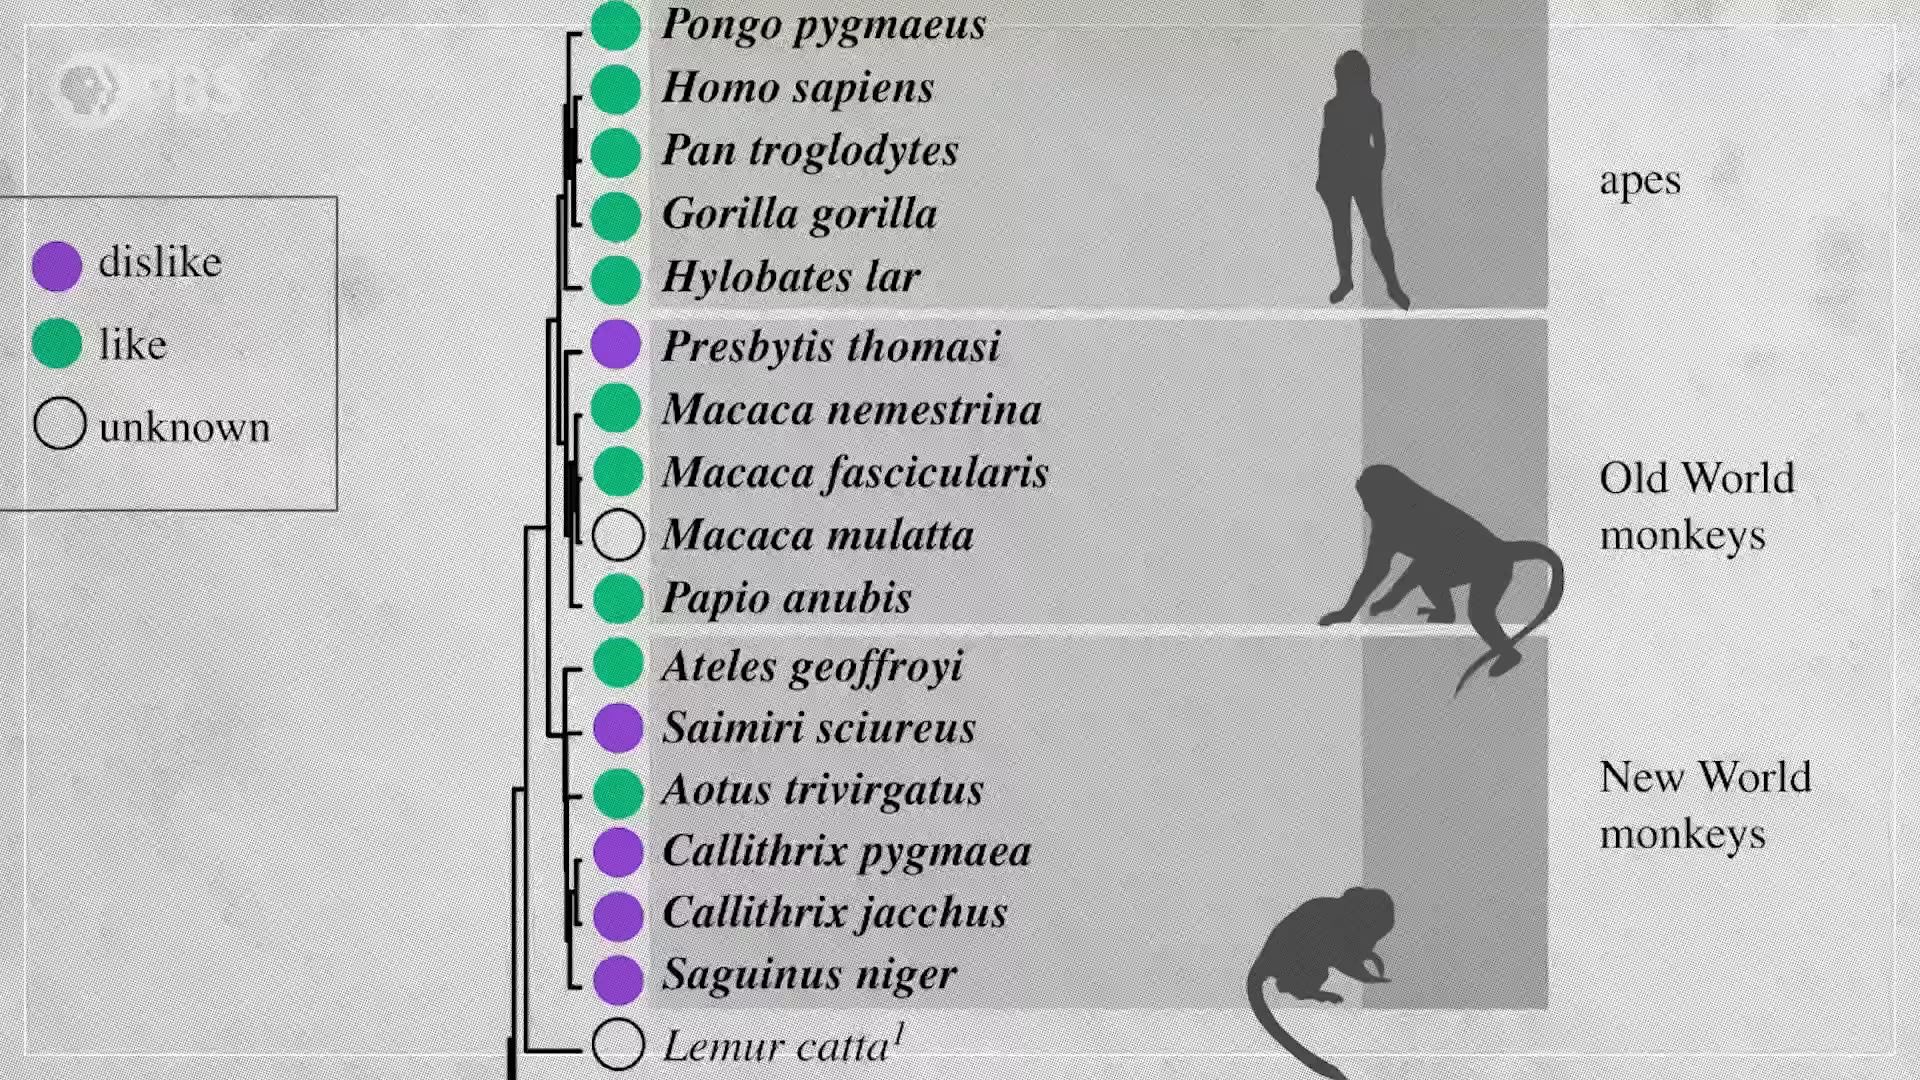 PBS
Pongo pygmaeus
Homo sapiens
Pan troglodytes
Gorilla gorilla
Hylobates lar
apes
dislike
like
unknown
Presbytis thomasi
Macaca nemestrina
Macaca fascicularis
Macaca mulatta
Papio anubis
Old World
monkeys
Ateles geoffroyi
Saimiri sciureus
Aotus trivirgatus
Callithrix pygmaea
Callithrix jacchus
Saguinus niger
New World
monkeys
Lemur catta¹